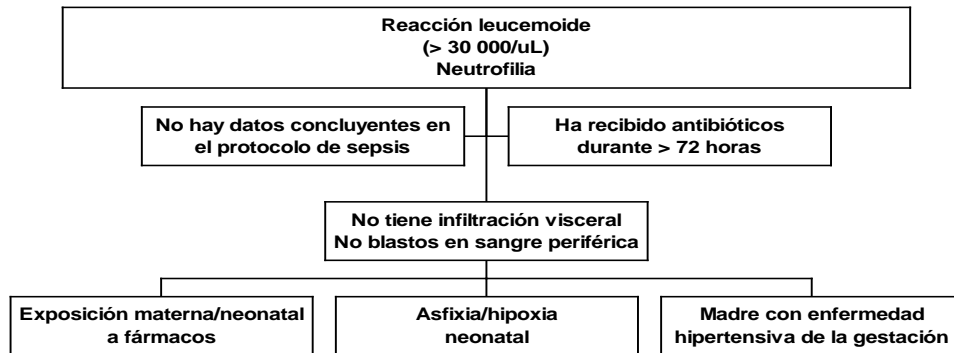 Reacción leucemoide
(> 30 000/uL)
Neutrofilia
No hay datos concluyentes en
el protocolo de sepsis
Ha recibido antibióticos
durante > 72 horas
No tiene infiltración visceral
No blastos en sangre periférica
Exposición materna/neonatal
a fármacos
Asfixia/hipoxia
neonatal
Madre con enfermedad
hipertensiva de la gestación